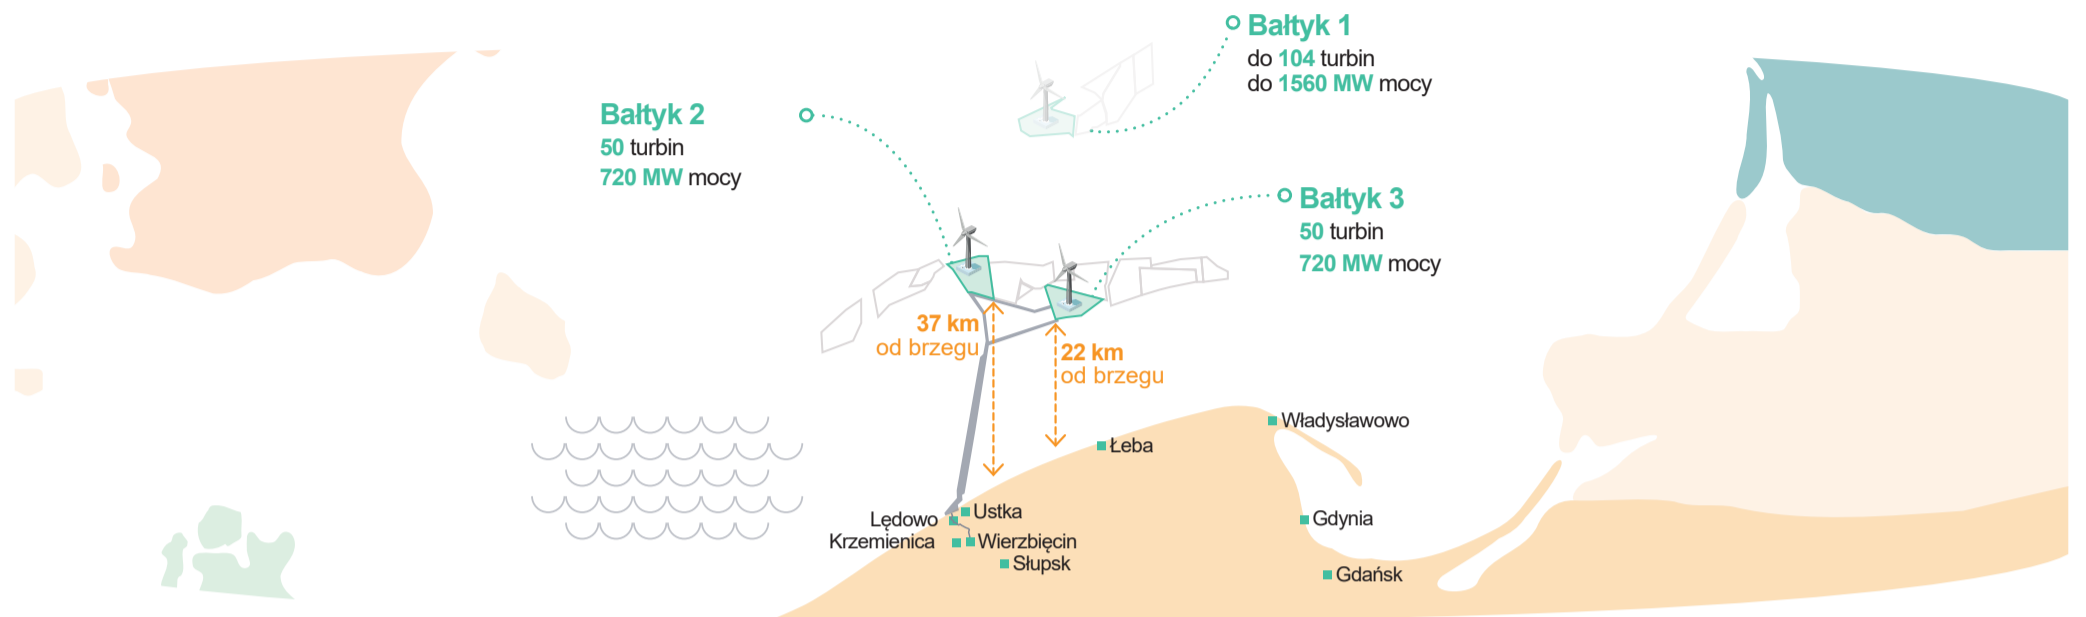 Bałtyk 1
do 104 turbin
do 1560 MW mocy
Bałtyk 2
50 turbin
720 MW mocy
Bałtyk 3
50 turbin
720 MW mocy
37 km
od brzegu
22 km
od brzegu
Władysławowo
Łeba
Ustka
Lędowo
Gdynia
Krzemienica
Wierzbięcin
Słupsk
Gdańsk